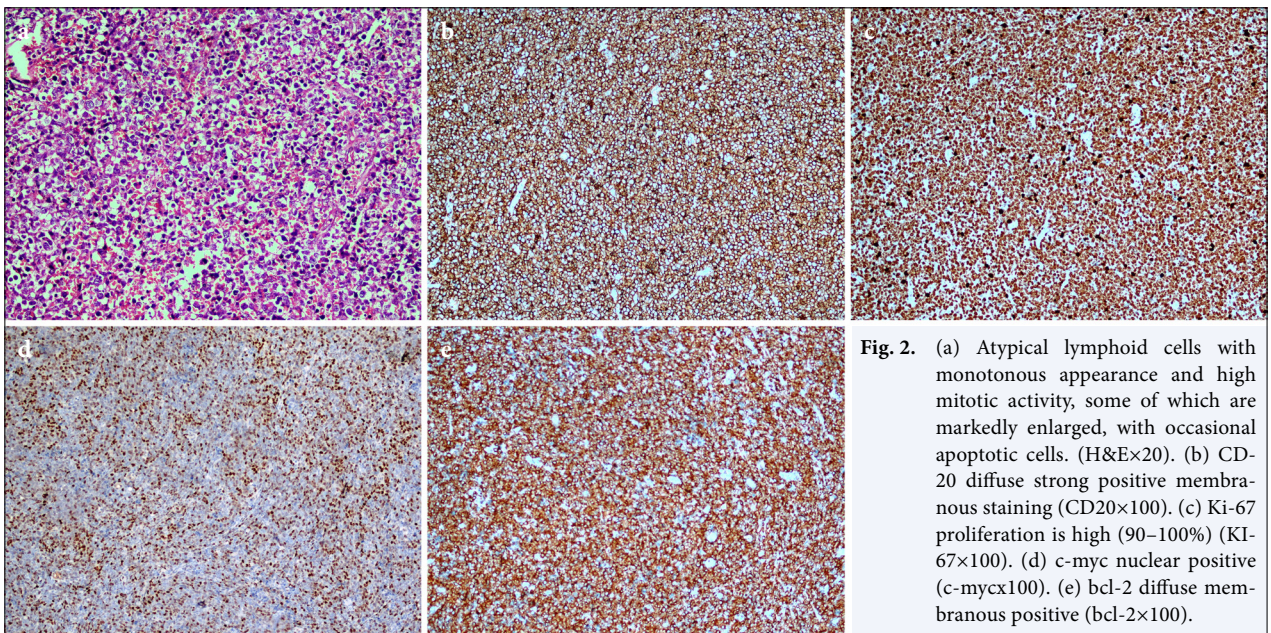 a
b
c
d
e
Fig. 2. (a) Atypical lymphoid cells with
monotonous appearance and high
mitotic activity, some of which are
markedly enlarged, with occasional
apoptotic cells. (H&E×20). (b) CD-
20 diffuse strong positive membra-
nous staining (CD20×100). (c) Ki-67
proliferation is high (90–100%) (KI-
67×100). (d) c-myc nuclear positive
(c-mycx100). (e) bcl-2 diffuse mem-
branous positive (bcl-2×100).